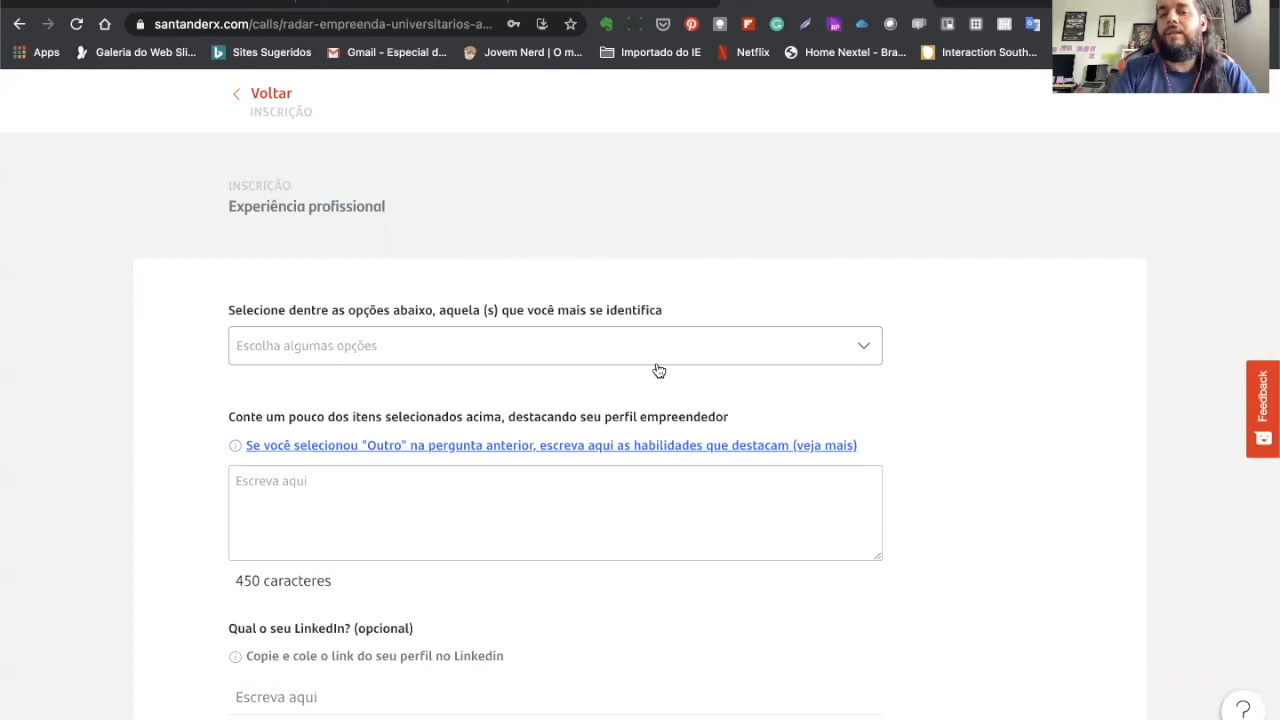 santanderx.com/calls/radar-empreenda-universitarios-a...
Apps
Galeria do Web Sli...
Sites Sugeridos
Gmail - Especial d...
Jovem Nerd | O m...
Importado do IE
Netflix
Home Nextel - Bra...
Interaction South...
Voltar
INSCRIÇÃO
INSCRIÇÃO
Experiência profissional
Selecione dentre as opções abaixo, aquela (s) que você mais se identifica
Escolha algumas opções
Conte um pouco dos itens selecionados acima, destacando seu perfil empreendedor
Se você selecionou "Outro" na pergunta anterior, escreva aqui as habilidades que destacam (veja mais)
Escreva aqui
450 caracteres
Qual o seu LinkedIn? (opcional)
Copie e cole o link do seu perfil no Linkedin
Escreva aqui
Feedback
?